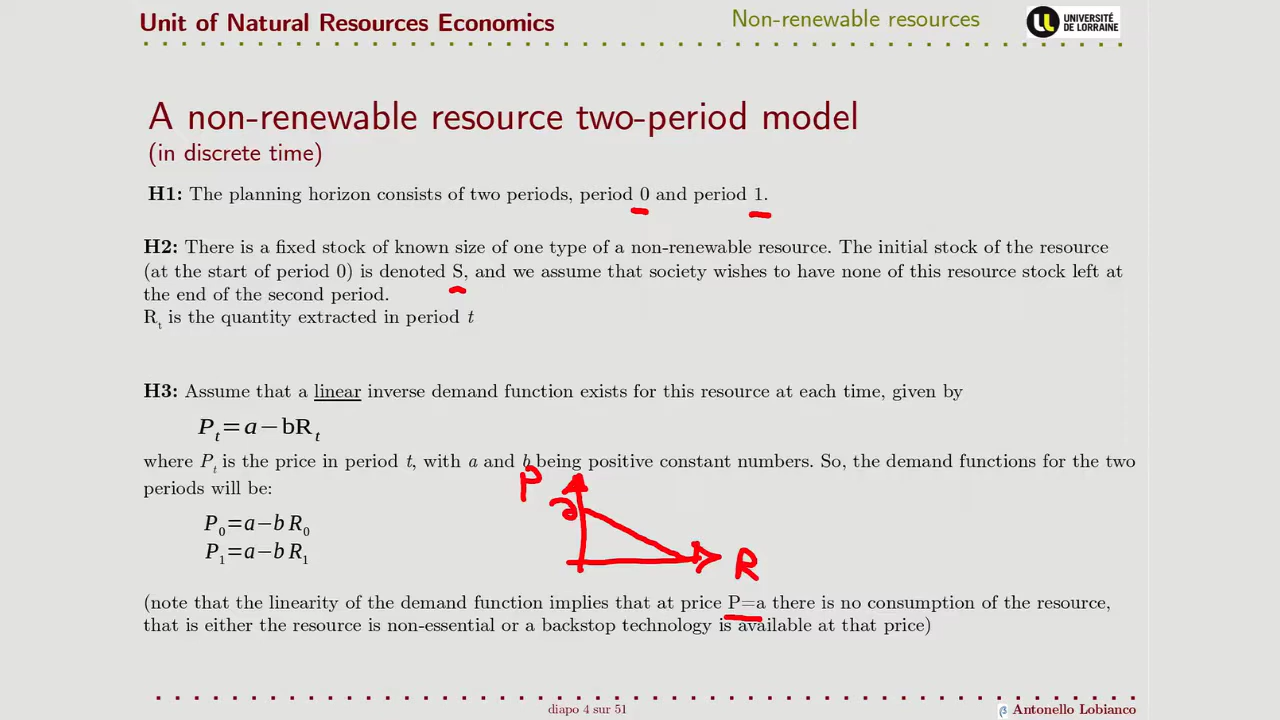 Unit of Natural Resources Economics
Non-renewable resources
UNIVERSITÉ
DE LORRAINE
A non-renewable resource two-period model
(in discrete time)
H1: The planning horizon consists of two periods, period 0 and period 1.
H2: There is a fixed stock of known size of one type of a non-renewable resource. The initial stock of the resource
(at the start of period 0) is denoted S, and we assume that society wishes to have none of this resource stock left at
the end of the second period.
Rt is the quantity extracted in period t
H3: Assume that a linear inverse demand function exists for this resource at each time, given by
Pt=a−bRt
where Pt is the price in period t, with a and b being positive constant numbers. So, the demand functions for the two
periods will be:
P
a
R
P0=a−b R0
P1=a−b R1
(note that the linearity of the demand function implies that at price P=a there is no consumption of the resource,
that is either the resource is non-essential or a backstop technology is available at that price)
diapo 4 sur 51
β Antonello Lobianco